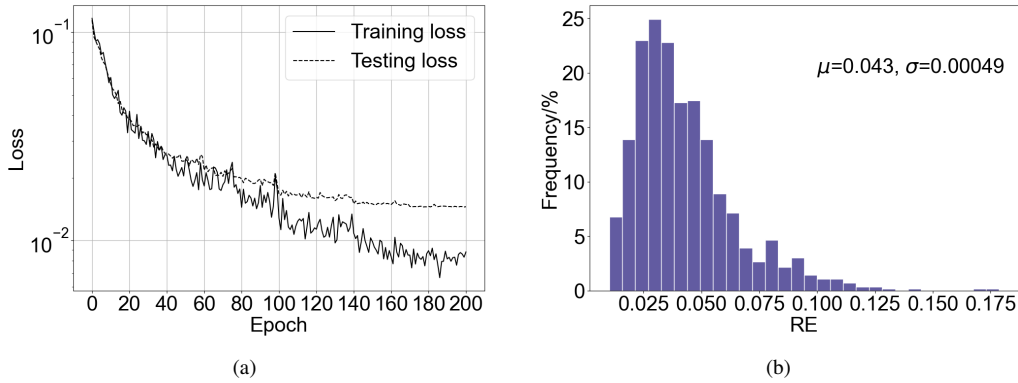 10⁻¹
10⁻²
Loss
Training loss
Testing loss
0 20 40 60 80 100 120 140 160 180 200
Epoch
(a)
25
20
15
10
5
0
Frequency/%
μ=0.043, σ=0.00049
0.025 0.050 0.075 0.100 0.125 0.150 0.175
RE
(b)